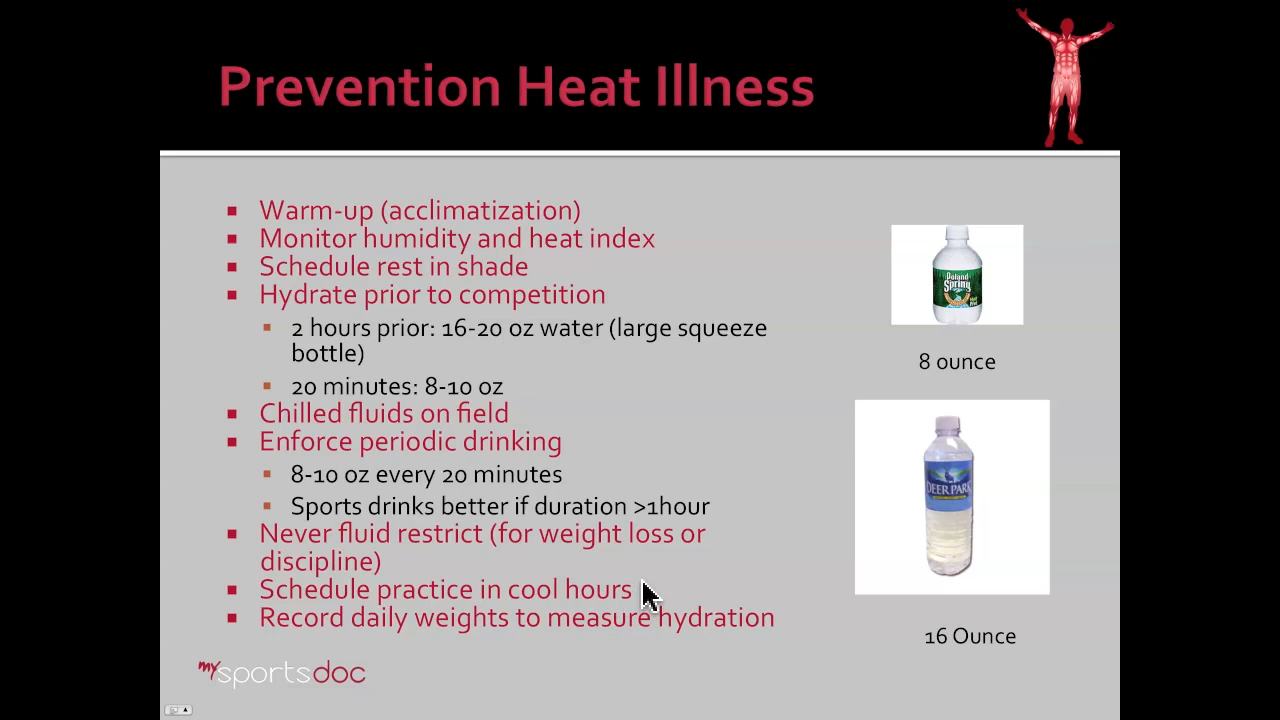 Prevention Heat Illness
Warm-up (acclimatization)
Monitor humidity and heat index
Schedule rest in shade
Hydrate prior to competition
2 hours prior: 16-20 oz water (large squeeze
bottle)
20 minutes: 8-10 oz
Chilled fluids on field
Enforce periodic drinking
8-10 oz every 20 minutes
Sports drinks better if duration >1hour
Never fluid restrict (for weight loss or
discipline)
Schedule practice in cool hours
Record daily weights to measure hydration
Poland
Spring
8 ounce
DEER PARK
16 Ounce
mysportsdoc